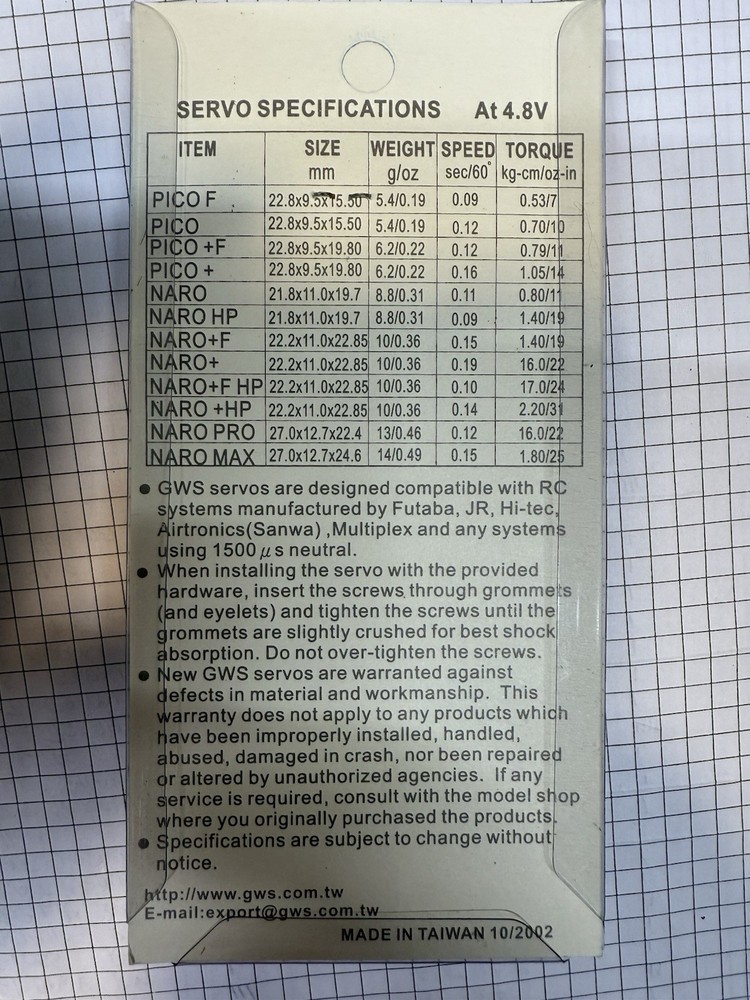 SERVO SPECIFICATIONS At 4.8V
ITEM SIZE mm WEIGHT g/oz SPEED sec/60° TORQUE kg-cm/oz-in
PICO F 22.8x9.5x15.50 5.4/0.19 0.09 0.53/7
PICO 22.8x9.5x15.50 5.4/0.19 0.12 0.70/10
PICO +F 22.8x9.5x19.80 6.2/0.22 0.12 0.79/11
PICO + 22.8x9.5x19.80 6.2/0.22 0.16 1.05/14
NARO 21.8x11.0x19.7 8.8/0.31 0.11 0.80/11
NARO HP 21.8x11.0x19.7 8.8/0.31 0.09 1.40/19
NARO+F 22.2x11.0x22.85 10/0.36 0.15 1.40/19
NARO+ 22.2x11.0x22.85 10/0.36 0.19 16.0/22
NARO+F HP 22.2x11.0x22.85 10/0.36 0.10 17.0/24
NARO +HP 22.2x11.0x22.85 10/0.36 0.14 2.20/31
NARO PRO 27.0x12.7x22.4 13/0.46 0.12 16.0/22
NARO MAX 27.0x12.7x24.6 14/0.49 0.15 1.80/25
● GWS servos are designed compatible with RC
systems manufactured by Futaba, JR, Hi-tec,
Airtronics(Sanwa) ,Multiplex and any systems
using 1500μs neutral.
● When installing the servo with the provided
hardware, insert the screws through grommets
(and eyelets) and tighten the screws until the
grommets are slightly crushed for best shock
absorption. Do not over-tighten the screws.
● New GWS servos are warranted against
defects in material and workmanship. This
warranty does not apply to any products which
have been improperly installed, handled,
abused, damaged in crash, nor been repaired
or altered by unauthorized agencies. If any
service is required, consult with the model shop
where you originally purchased the products.
● Specifications are subject to change without
notice.
http://www.gws.com.tw
E-mail:export@gws.com.tw
MADE IN TAIWAN 10/2002